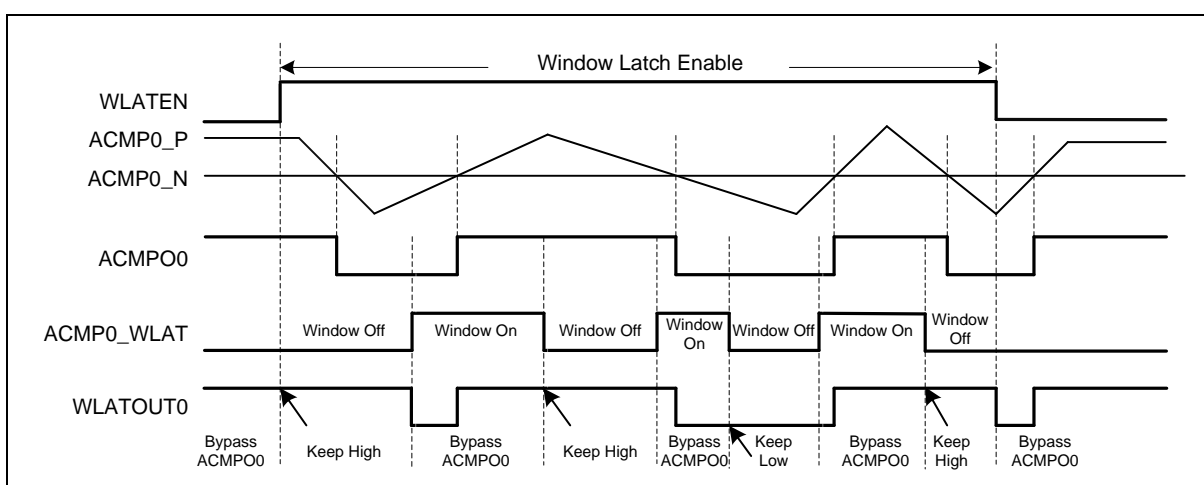 Window Latch Enable
WLATEN
ACMP0_P
ACMP0_N
ACMPO0
ACMP0_WLAT
Window Off
Window On
Window Off
Window
On
Window Off
Window On
Window
Off
WLATOUT0
Bypass
ACMPO0
Keep High
Bypass
ACMPO0
Keep High
Bypass
ACMPO0
Keep
Low
Bypass
ACMPO0
Keep
High
Bypass
ACMPO0